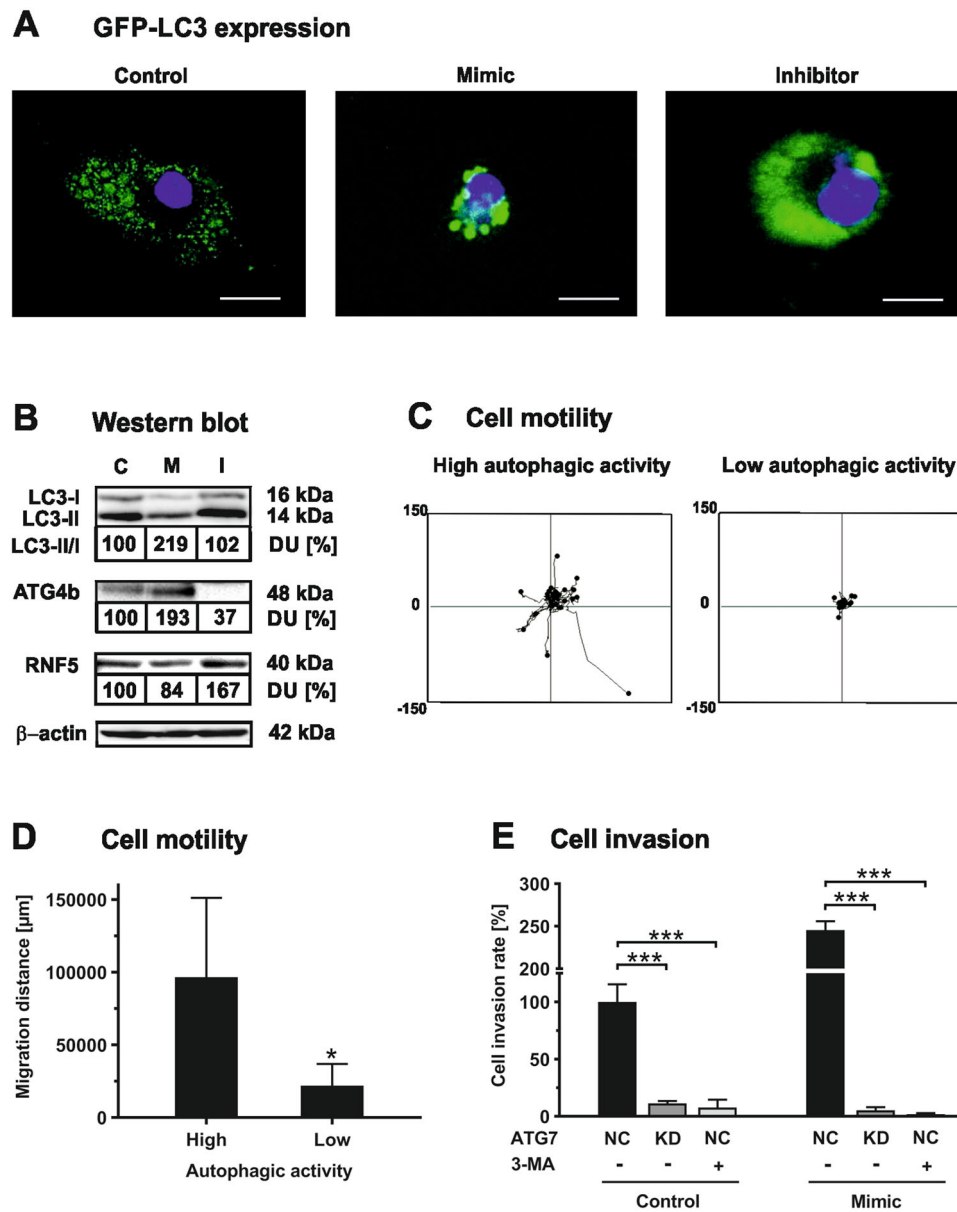 A GFP-LC3 expression
Control Mimic Inhibitor
B Western blot
C M I
LC3-I 16 kDa
LC3-II 14 kDa
LC3-II/I 100 219 102 DU [%]
ATG4b 48 kDa
100 193 37 DU [%]
RNF5 40 kDa
100 84 167 DU [%]
β–actin 42 kDa
C Cell motility
High autophagic activity Low autophagic activity
150 150
0 0
-150 -150
D Cell motility
Migration distance [µm]
150000
100000
50000
0
*
High Low
Autophagic activity
E Cell invasion
Cell invasion rate [%]
300
250
200
100
50
0
*** ***
*** ***
ATG7 NC KD NC NC KD NC
3-MA - - + - - +
Control Mimic